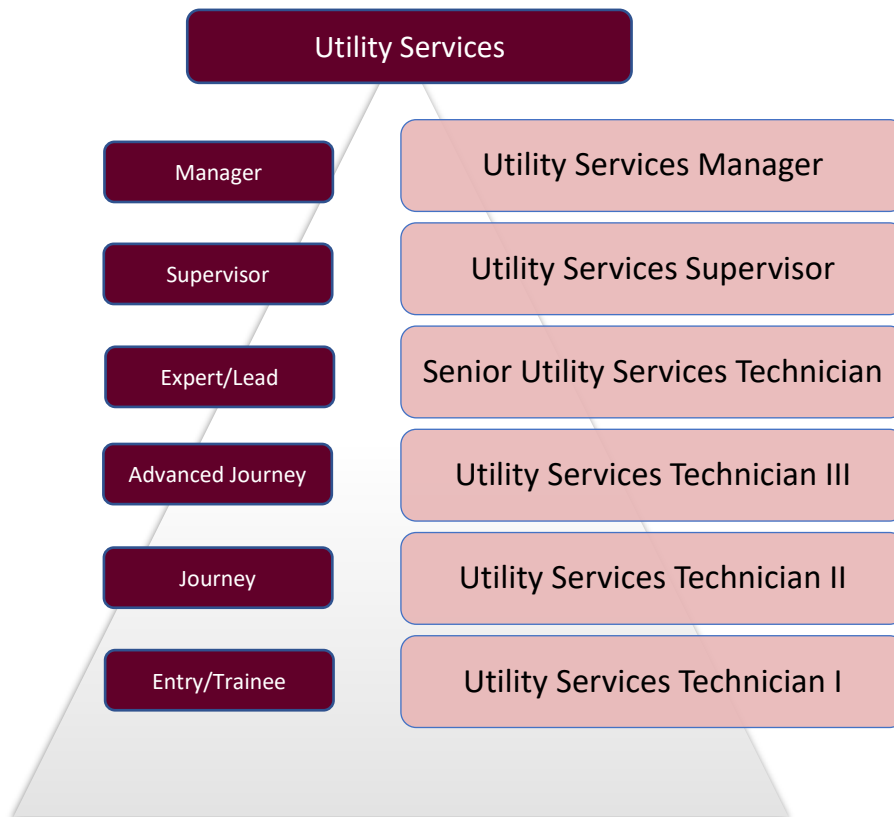 Utility Services
Manager
Utility Services Manager
Supervisor
Utility Services Supervisor
Expert/Lead
Senior Utility Services Technician
Advanced Journey
Utility Services Technician III
Journey
Utility Services Technician II
Entry/Trainee
Utility Services Technician I